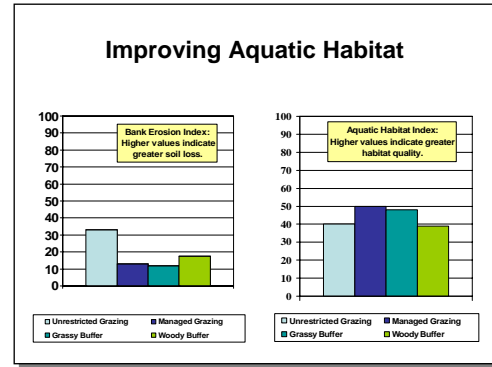 Improving Aquatic Habitat
100
90
80
70
60
50
40
30
20
10
0
Bank Erosion Index:
Higher values indicate
greater soil loss.
Unrestricted Grazing
Managed Grazing
Grassy Buffer
Woody Buffer
100
90
80
70
60
50
40
30
20
10
0
Aquatic Habitat Index:
Higher values indicate greater
habitat quality.
Unrestricted Grazing
Managed Grazing
Grassy Buffer
Woody Buffer